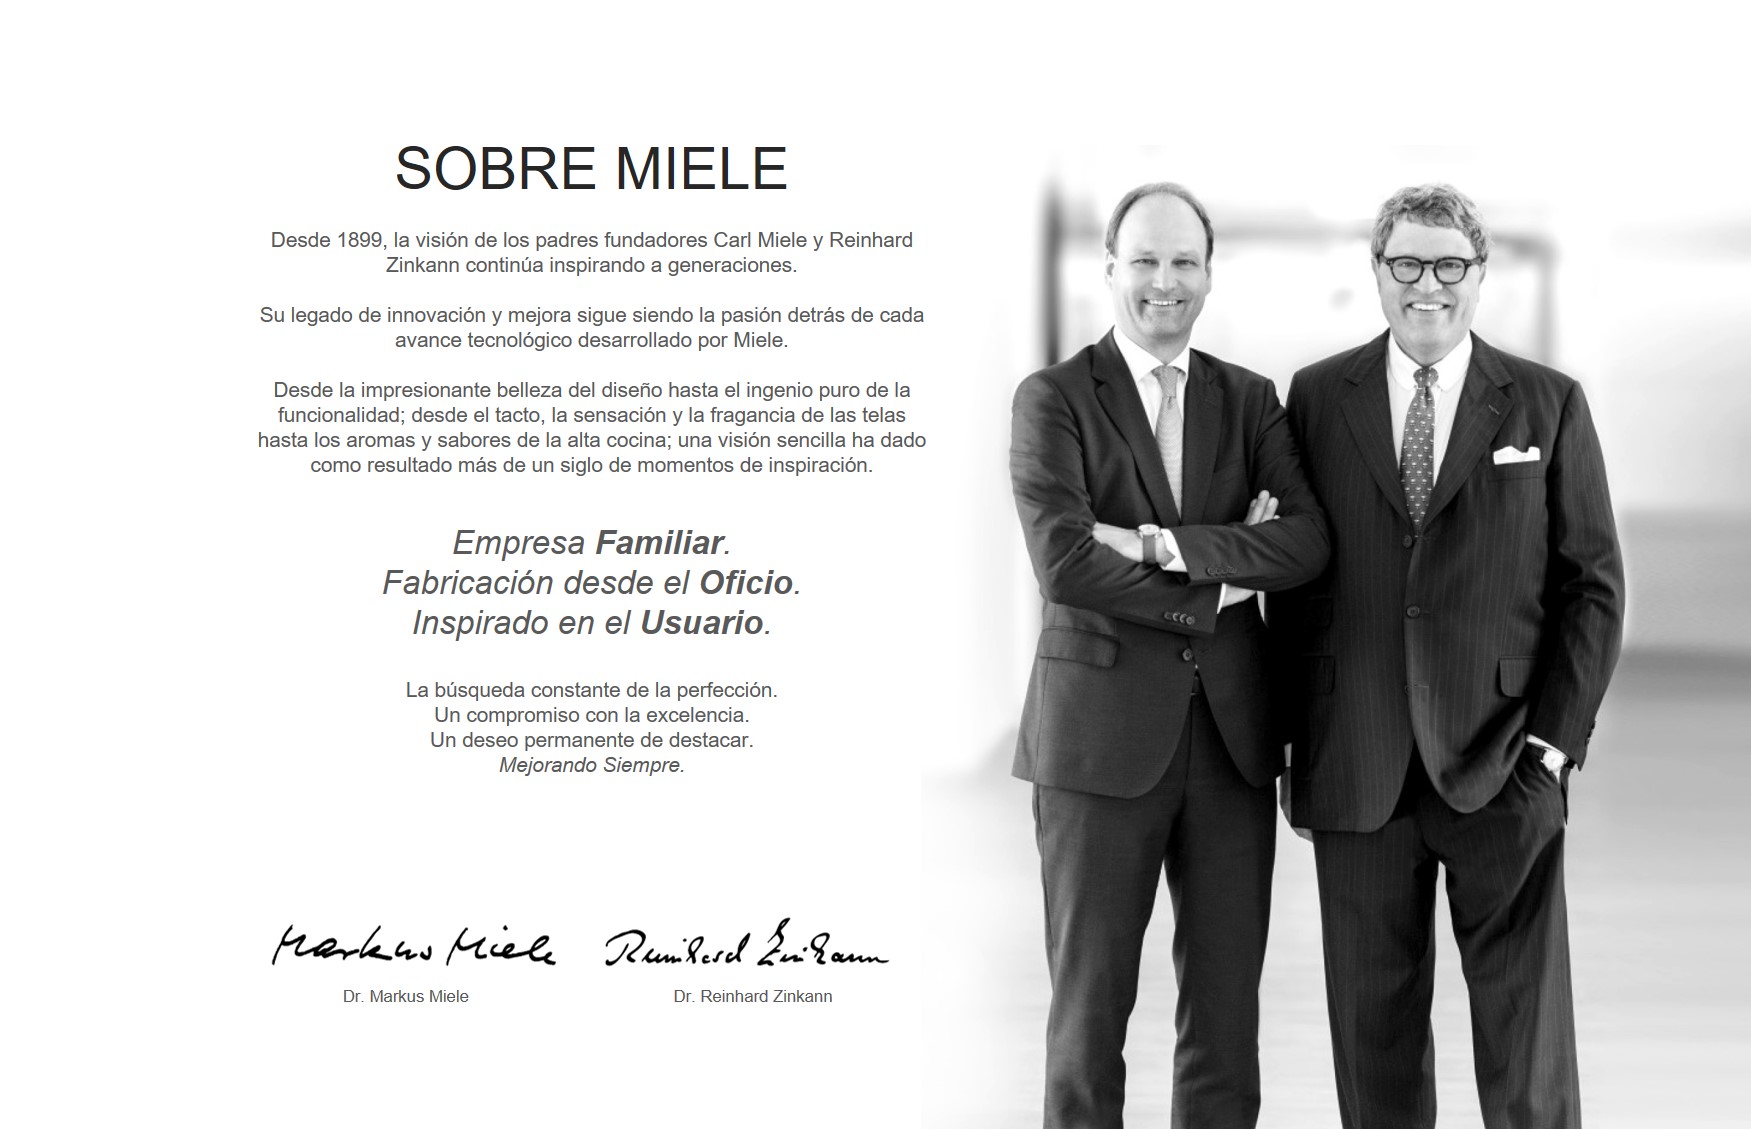 SOBRE MIELE
Desde 1899, la visión de los padres fundadores Carl Miele y Reinhard
Zinkann continúa inspirando a generaciones.
Su legado de innovación y mejora sigue siendo la pasión detrás de cada
avance tecnológico desarrollado por Miele.
Desde la impresionante belleza del diseño hasta el ingenio puro de la
funcionalidad; desde el tacto, la sensación y la fragancia de las telas
hasta los aromas y sabores de la alta cocina; una visión sencilla ha dado
como resultado más de un siglo de momentos de inspiración.
Empresa Familiar.
Fabricación desde el Oficio.
Inspirado en el Usuario.
La búsqueda constante de la perfección.
Un compromiso con la excelencia.
Un deseo permanente de destacar.
Mejorando Siempre.
Markus Miele Reinhard Zinkann
Dr. Markus Miele Dr. Reinhard Zinkann